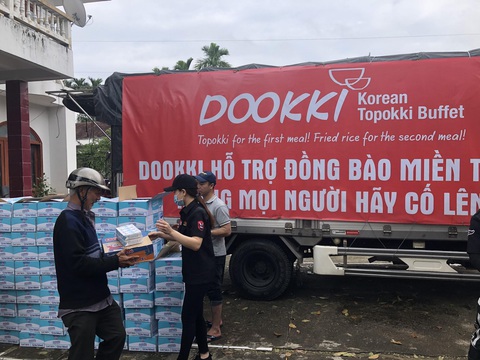 DOOKKI
Korean
Topokki Buffet
Topokki for the first meal! Fried rice for the second meal!
DOOKKI HỖ TRỢ ĐỒNG BÀO MIỀN T
MỌI NGƯỜI HÃY CỐ LÊN